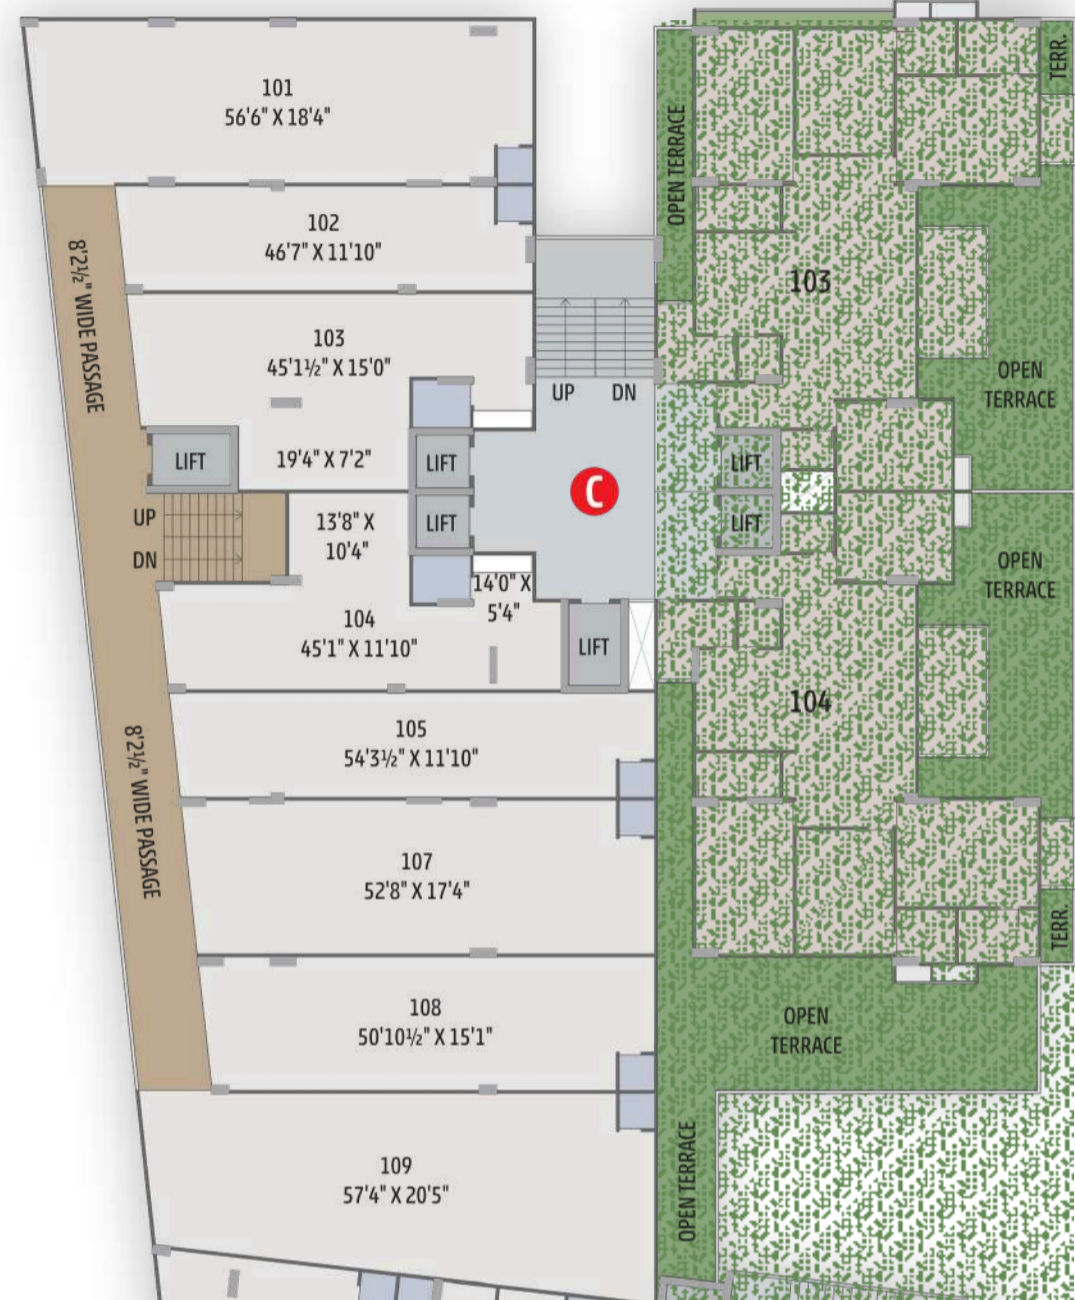 101
56'6" X 18'4"
102
46'7" X 11'10"
8'2½" WIDE PASSAGE
103
45'1½" X 15'0"
19'4" X 7'2"
LIFT
LIFT
LIFT
UP
DN
UP
DN
C
13'8" X
10'4"
14'0" X
5'4"
104
45'1" X 11'10"
LIFT
105
54'3½" X 11'10"
8'2½" WIDE PASSAGE
107
52'8" X 17'4"
108
50'10½" X 15'1"
109
57'4" X 20'5"
TERR.
OPEN TERRACE
103
OPEN
TERRACE
LIFT
LIFT
OPEN
TERRACE
104
TERR.
OPEN
TERRACE
OPEN TERRACE